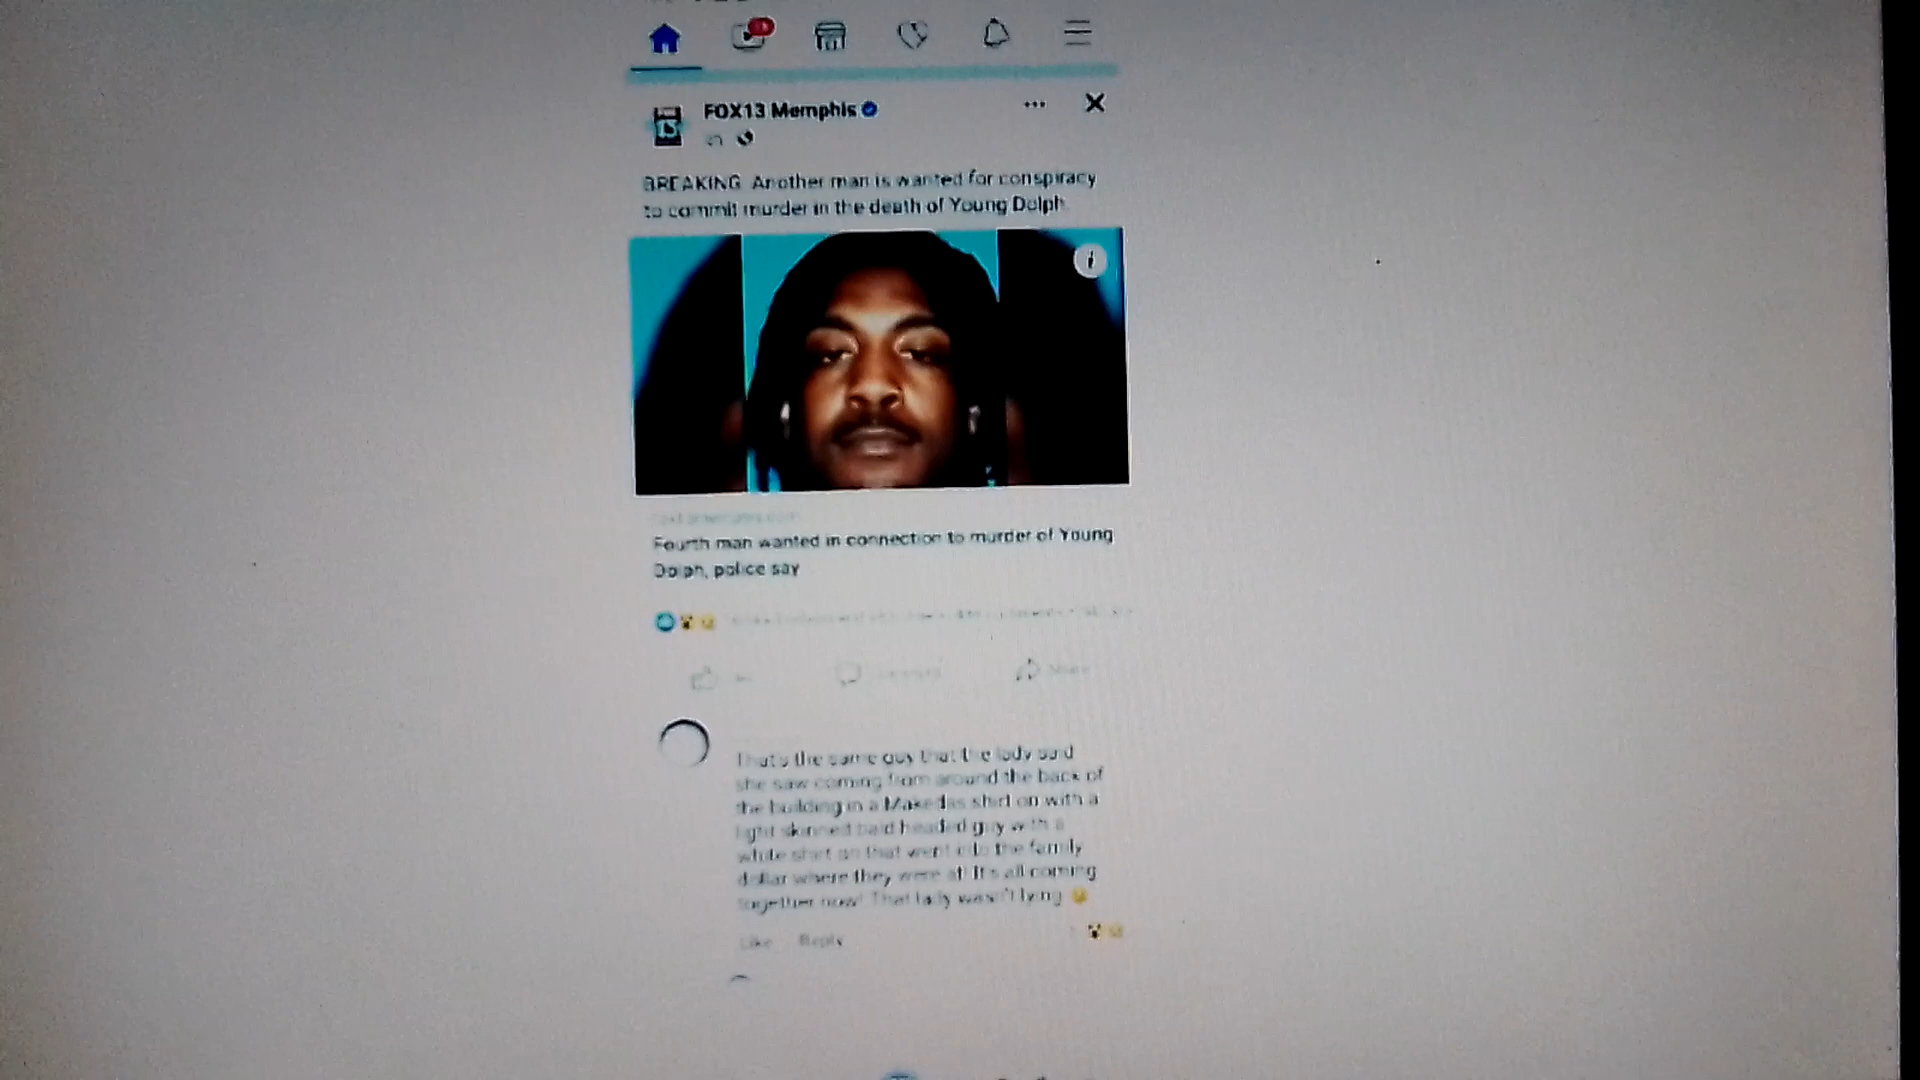 FOX13 Memphis
BREAKING Another man is wanted for conspiracy
to commit murder in the death of Young Dolph
Fourth man wanted in connection to murder of Young
Dolph, police say
Share
That's the same guy that the lady said
she saw coming from around the back of
the building in a Makedas shirt on with a
light skinned bald headed guy with a
white shirt on that went into the family
dollar where they were at! It's all coming
together now! That lady wasn't lying
Like Reply